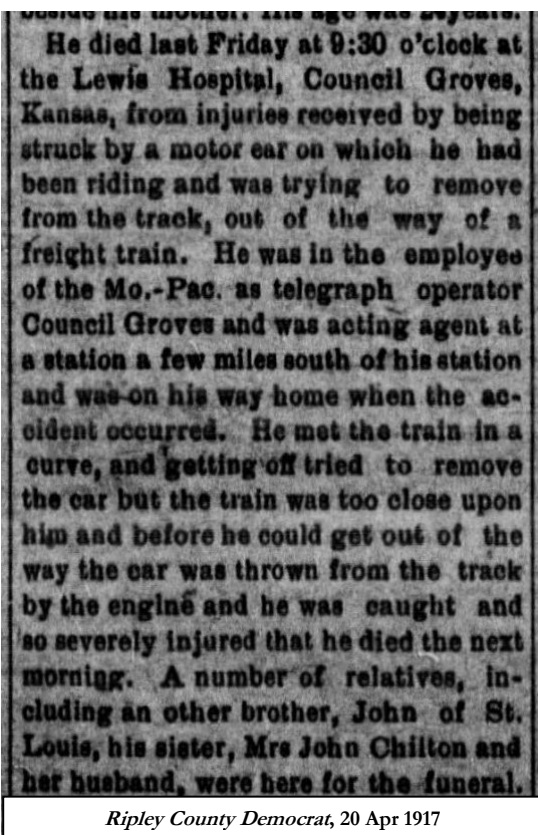 beside his mother. His age was 26years.
He died last Friday at 9:30 o'clock at
the Lewis Hospital, Council Groves,
Kansas, from injuries received by being
struck by a motor ear on which he had
been riding and was trying to remove
from the track, out of the way of a
freight train. He was in the employee
of the Mo.-Pac. as telegraph operator
Council Groves and was acting agent at
a station a few miles south of his station
and was on his way home when the ac-
cident occurred. He met the train in a
curve, and getting off tried to remove
the car but the train was too close upon
him and before he could get out of the
way the car was thrown from the track
by the engine and he was caught and
so severely injured that he died the next
morning. A number of relatives, in-
cluding an other brother, John of St.
Louis, his sister, Mrs John Chilton and
her husband, were here for the funeral.
Ripley County Democrat, 20 Apr 1917